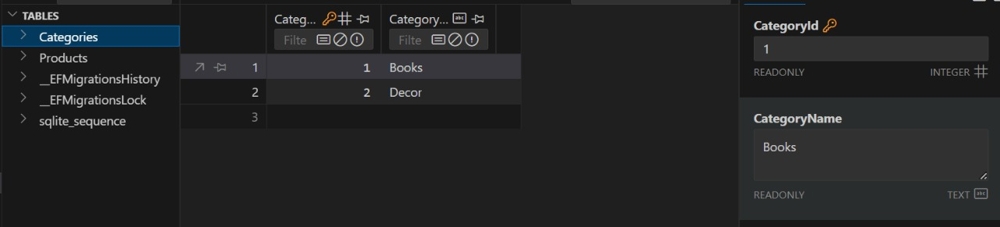 TABLES
Categories
Products
__EFMigrationsHistory
__EFMigrationsLock
sqlite_sequence
Categ... Category...
Filte Filte
1 1 Books
2 2 Decor
3
CategoryId
1
READONLY INTEGER
CategoryName
Books
READONLY TEXT